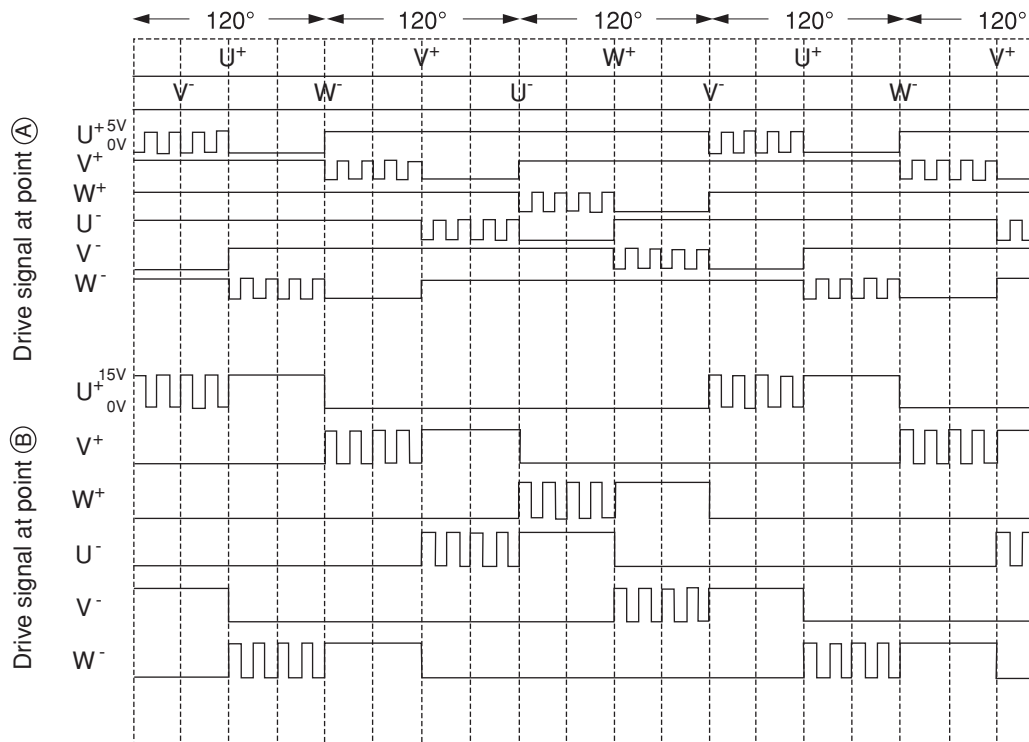 120° 120° 120° 120° 120°
U⁺ V⁺ W⁺ U⁺ V⁺
V⁻ W⁻ U⁻ V⁻ W⁻
Drive signal at point Ⓐ
U⁺ 5V
0V
V⁺
W⁺
U⁻
V⁻
W⁻
Drive signal at point Ⓑ
U⁺ 15V
0V
V⁺
W⁺
U⁻
V⁻
W⁻